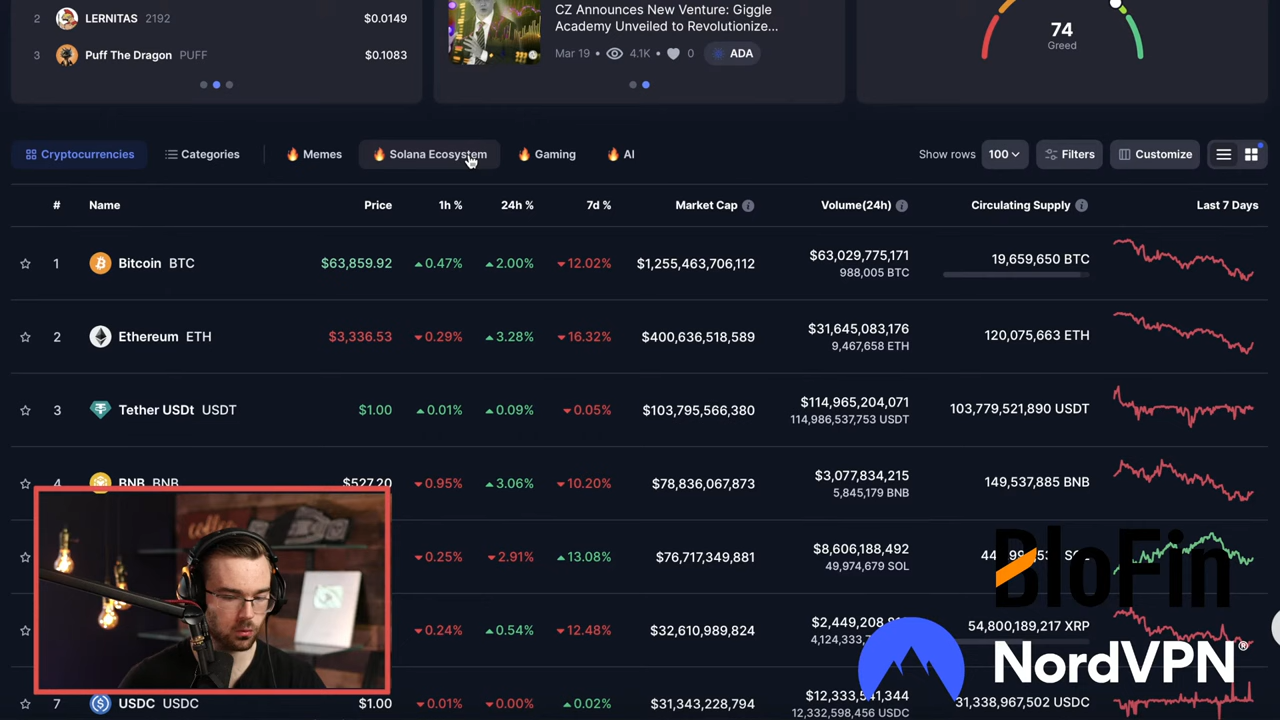 2 LERNITAS 2192 $0.0149
3 Puff The Dragon PUFF $0.1083
CZ Announces New Venture: Giggle
Academy Unveiled to Revolutionize...
Mar 19 • 4.1K • 0 ADA
74
Greed
Cryptocurrencies Categories Memes Solana Ecosystem Gaming AI Show rows 100 Filters Customize
# Name Price 1h % 24h % 7d % Market Cap Volume(24h) Circulating Supply Last 7 Days
1 Bitcoin BTC $63,859.92 0.47% 2.00% 12.02% $1,255,463,706,112 $63,029,775,171 19,659,650 BTC
988,005 BTC
2 Ethereum ETH $3,336.53 0.29% 3.28% 16.32% $400,636,518,589 $31,645,083,176 120,075,663 ETH
9,467,658 ETH
3 Tether USDt USDT $1.00 0.01% 0.09% 0.05% $103,795,566,380 $114,965,204,071 103,779,521,890 USDT
114,986,537,753 USDT
4 BNB BNB $527.20 0.95% 3.06% 10.20% $78,836,067,873 $3,077,834,215 149,537,885 BNB
5,845,179 BNB
0.25% 2.91% 13.08% $76,717,349,881 $8,606,188,492 SOL
49,974,679 SOL
BloFin
0.24% 0.54% 12.48% $32,610,989,824 54,800,189,217 XRP
NordVPN®
7 USDC USDC $1.00 0.01% 0.00% 0.02% $31,343,228,794 $12,333,541,344 31,338,967,502 USDC
12,332,598,456 USDC